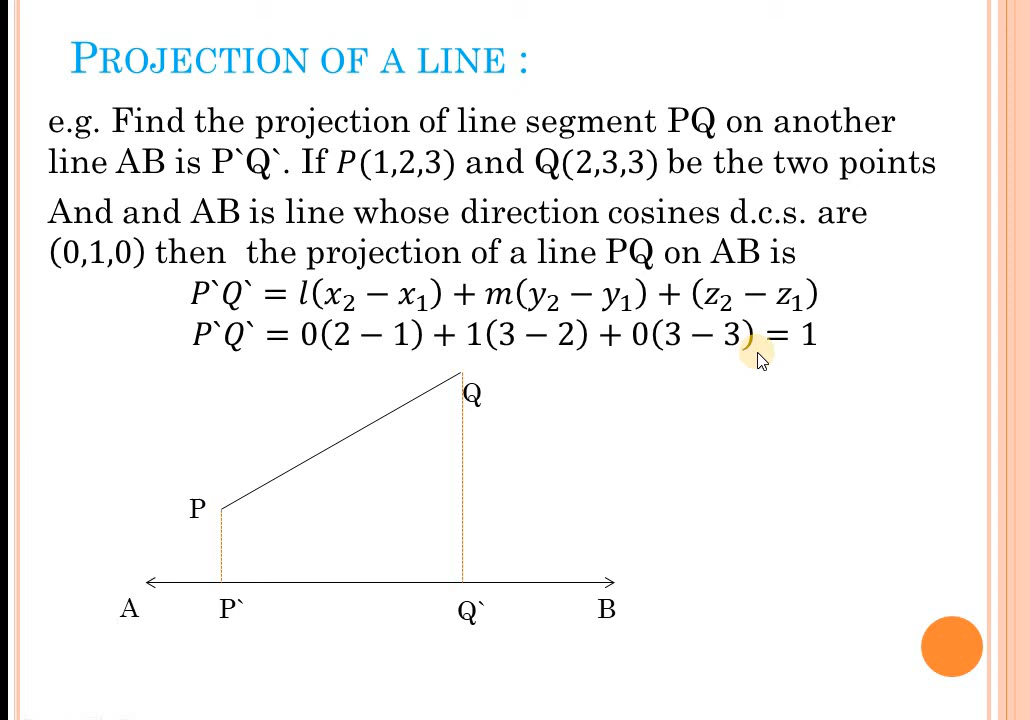 PROJECTION OF A LINE :
e.g. Find the projection of line segment PQ on another
line AB is P`Q`. If P(1,2,3) and Q(2,3,3) be the two points
And and AB is line whose direction cosines d.c.s. are
(0,1,0) then the projection of a line PQ on AB is
P`Q` = l(x₂ − x₁) + m(y₂ − y₁) + (z₂ − z₁)
P`Q` = 0(2 − 1) + 1(3 − 2) + 0(3 − 3) = 1
Q
P
A P` Q` B